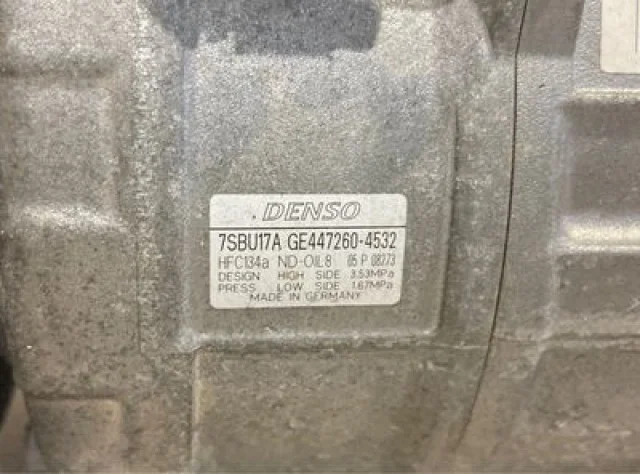 DENSO
7SBU17A GE447260-4532
HFC134a ND-OIL8 05 P 08273
DESIGN HIGH SIDE 3.53MPa
PRESS LOW SIDE 1.67MPa
MADE IN GERMANY